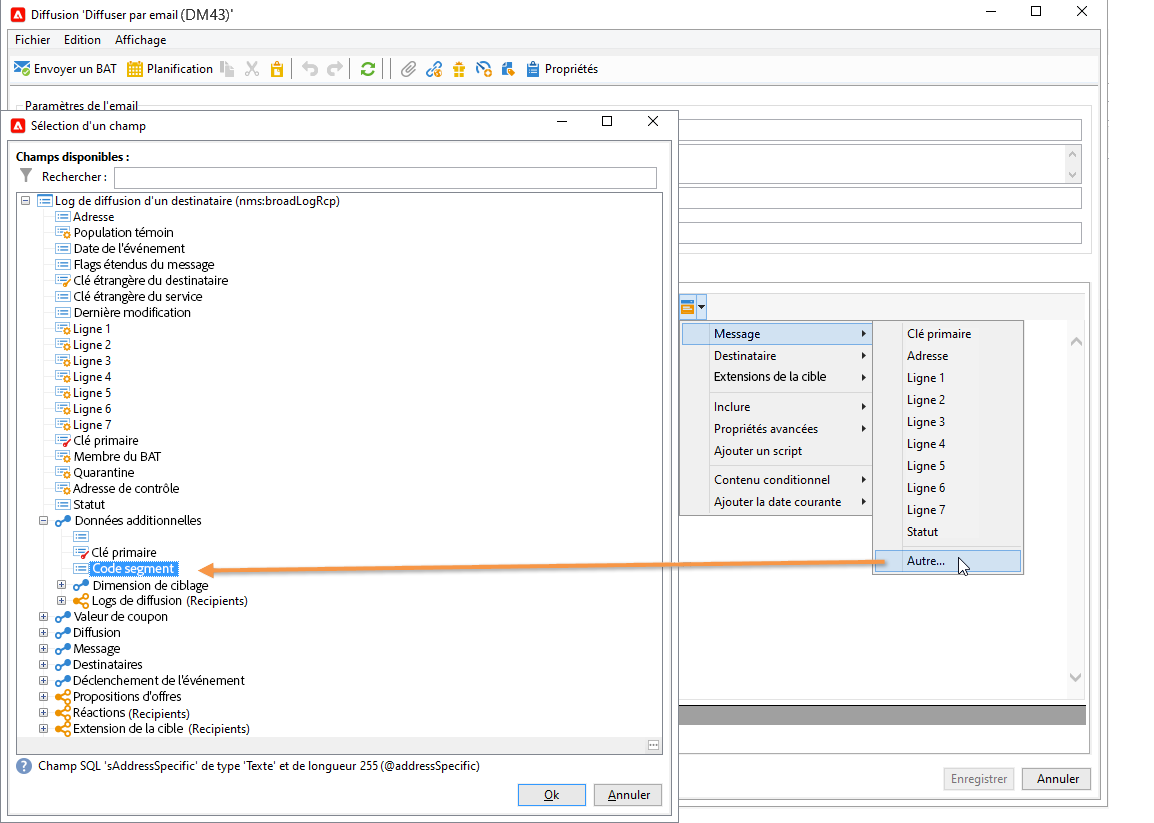 Diffusion 'Diffuser par email (DM43)'
Fichier Edition Affichage
Envoyer un BAT Planification Propriétés
Paramètres de l'email
Sélection d'un champ
Champs disponibles :
Rechercher :
Log de diffusion d'un destinataire (nms:broadLogRcp)
Adresse
Population témoin
Date de l'événement
Flags étendus du message
Clé étrangère du destinataire
Clé étrangère du service
Dernière modification
Ligne 1
Ligne 2
Ligne 3
Ligne 4
Ligne 5
Ligne 6
Ligne 7
Clé primaire
Membre du BAT
Quarantine
Adresse de contrôle
Statut
Données additionnelles
Clé primaire
Code segment
Dimension de ciblage
Logs de diffusion (Recipients)
Valeur de coupon
Diffusion
Message
Destinataires
Déclenchement de l'événement
Propositions d'offres
Réactions (Recipients)
Extension de la cible (Recipients)
Champ SQL 'sAddressSpecific' de type 'Texte' et de longueur 255 (@addressSpecific)
Ok Annuler
Message
Destinataire
Extensions de la cible
Inclure
Propriétés avancées
Ajouter un script
Contenu conditionnel
Ajouter la date courante
Clé primaire
Adresse
Ligne 1
Ligne 2
Ligne 3
Ligne 4
Ligne 5
Ligne 6
Ligne 7
Statut
Autre...
Enregistrer Annuler